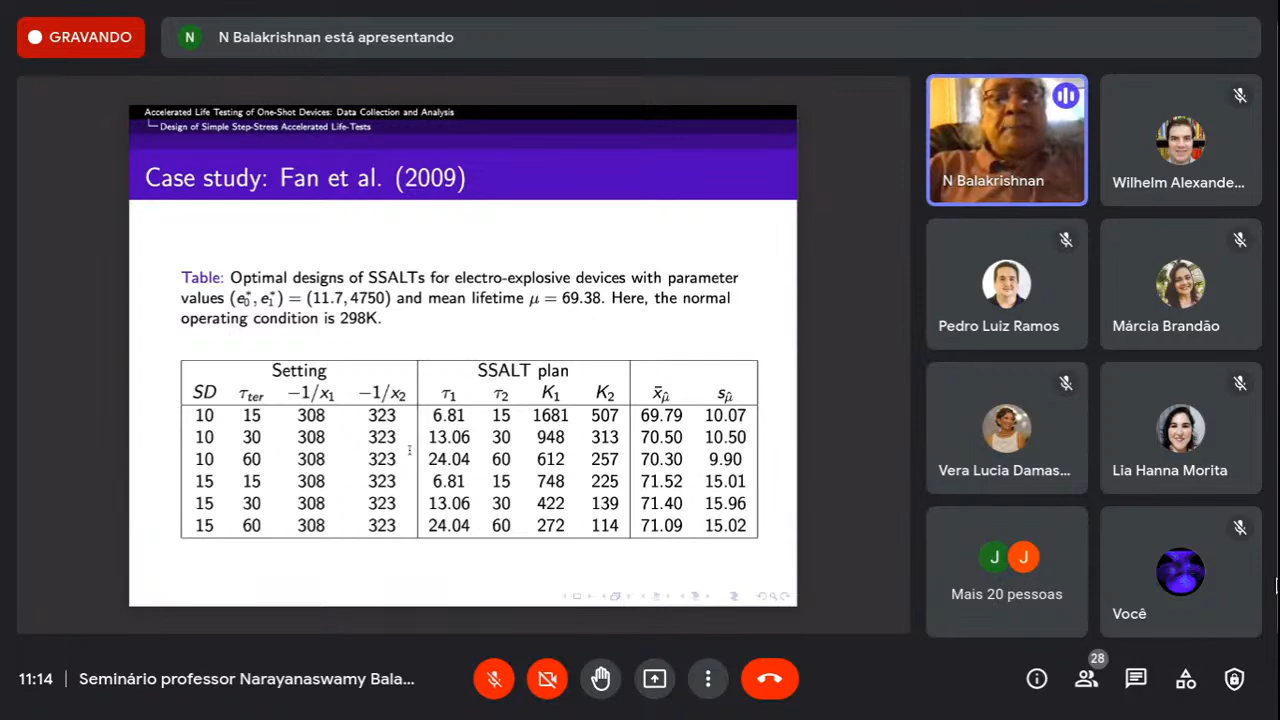 GRAVANDO
N
N Balakrishnan está apresentando
Accelerated Life Testing of One-Shot Devices: Data Collection and Analysis
Design of Simple Step-Stress Accelerated Life-Tests
Case study: Fan et al. (2009)
Table: Optimal designs of SSALTs for electro-explosive devices with parameter
values (e₀*, e₁*) = (11.7, 4750) and mean lifetime μ = 69.38. Here, the normal
operating condition is 298K.
Setting SSALT plan
SD τ_ter −1/x₁ −1/x₂ τ₁ τ₂ K₁ K₂ x̄_μ̂ s_μ̂
10 15 308 323 6.81 15 1681 507 69.79 10.07
10 30 308 323 13.06 30 948 313 70.50 10.50
10 60 308 323 24.04 60 612 257 70.30 9.90
15 15 308 323 6.81 15 748 225 71.52 15.01
15 30 308 323 13.06 30 422 139 71.40 15.96
15 60 308 323 24.04 60 272 114 71.09 15.02
N Balakrishnan
Wilhelm Alexande...
Pedro Luiz Ramos
Márcia Brandão
Vera Lucia Damas...
Lia Hanna Morita
J J
Mais 20 pessoas
Você
11:14 | Seminário professor Narayanaswamy Bala...
28